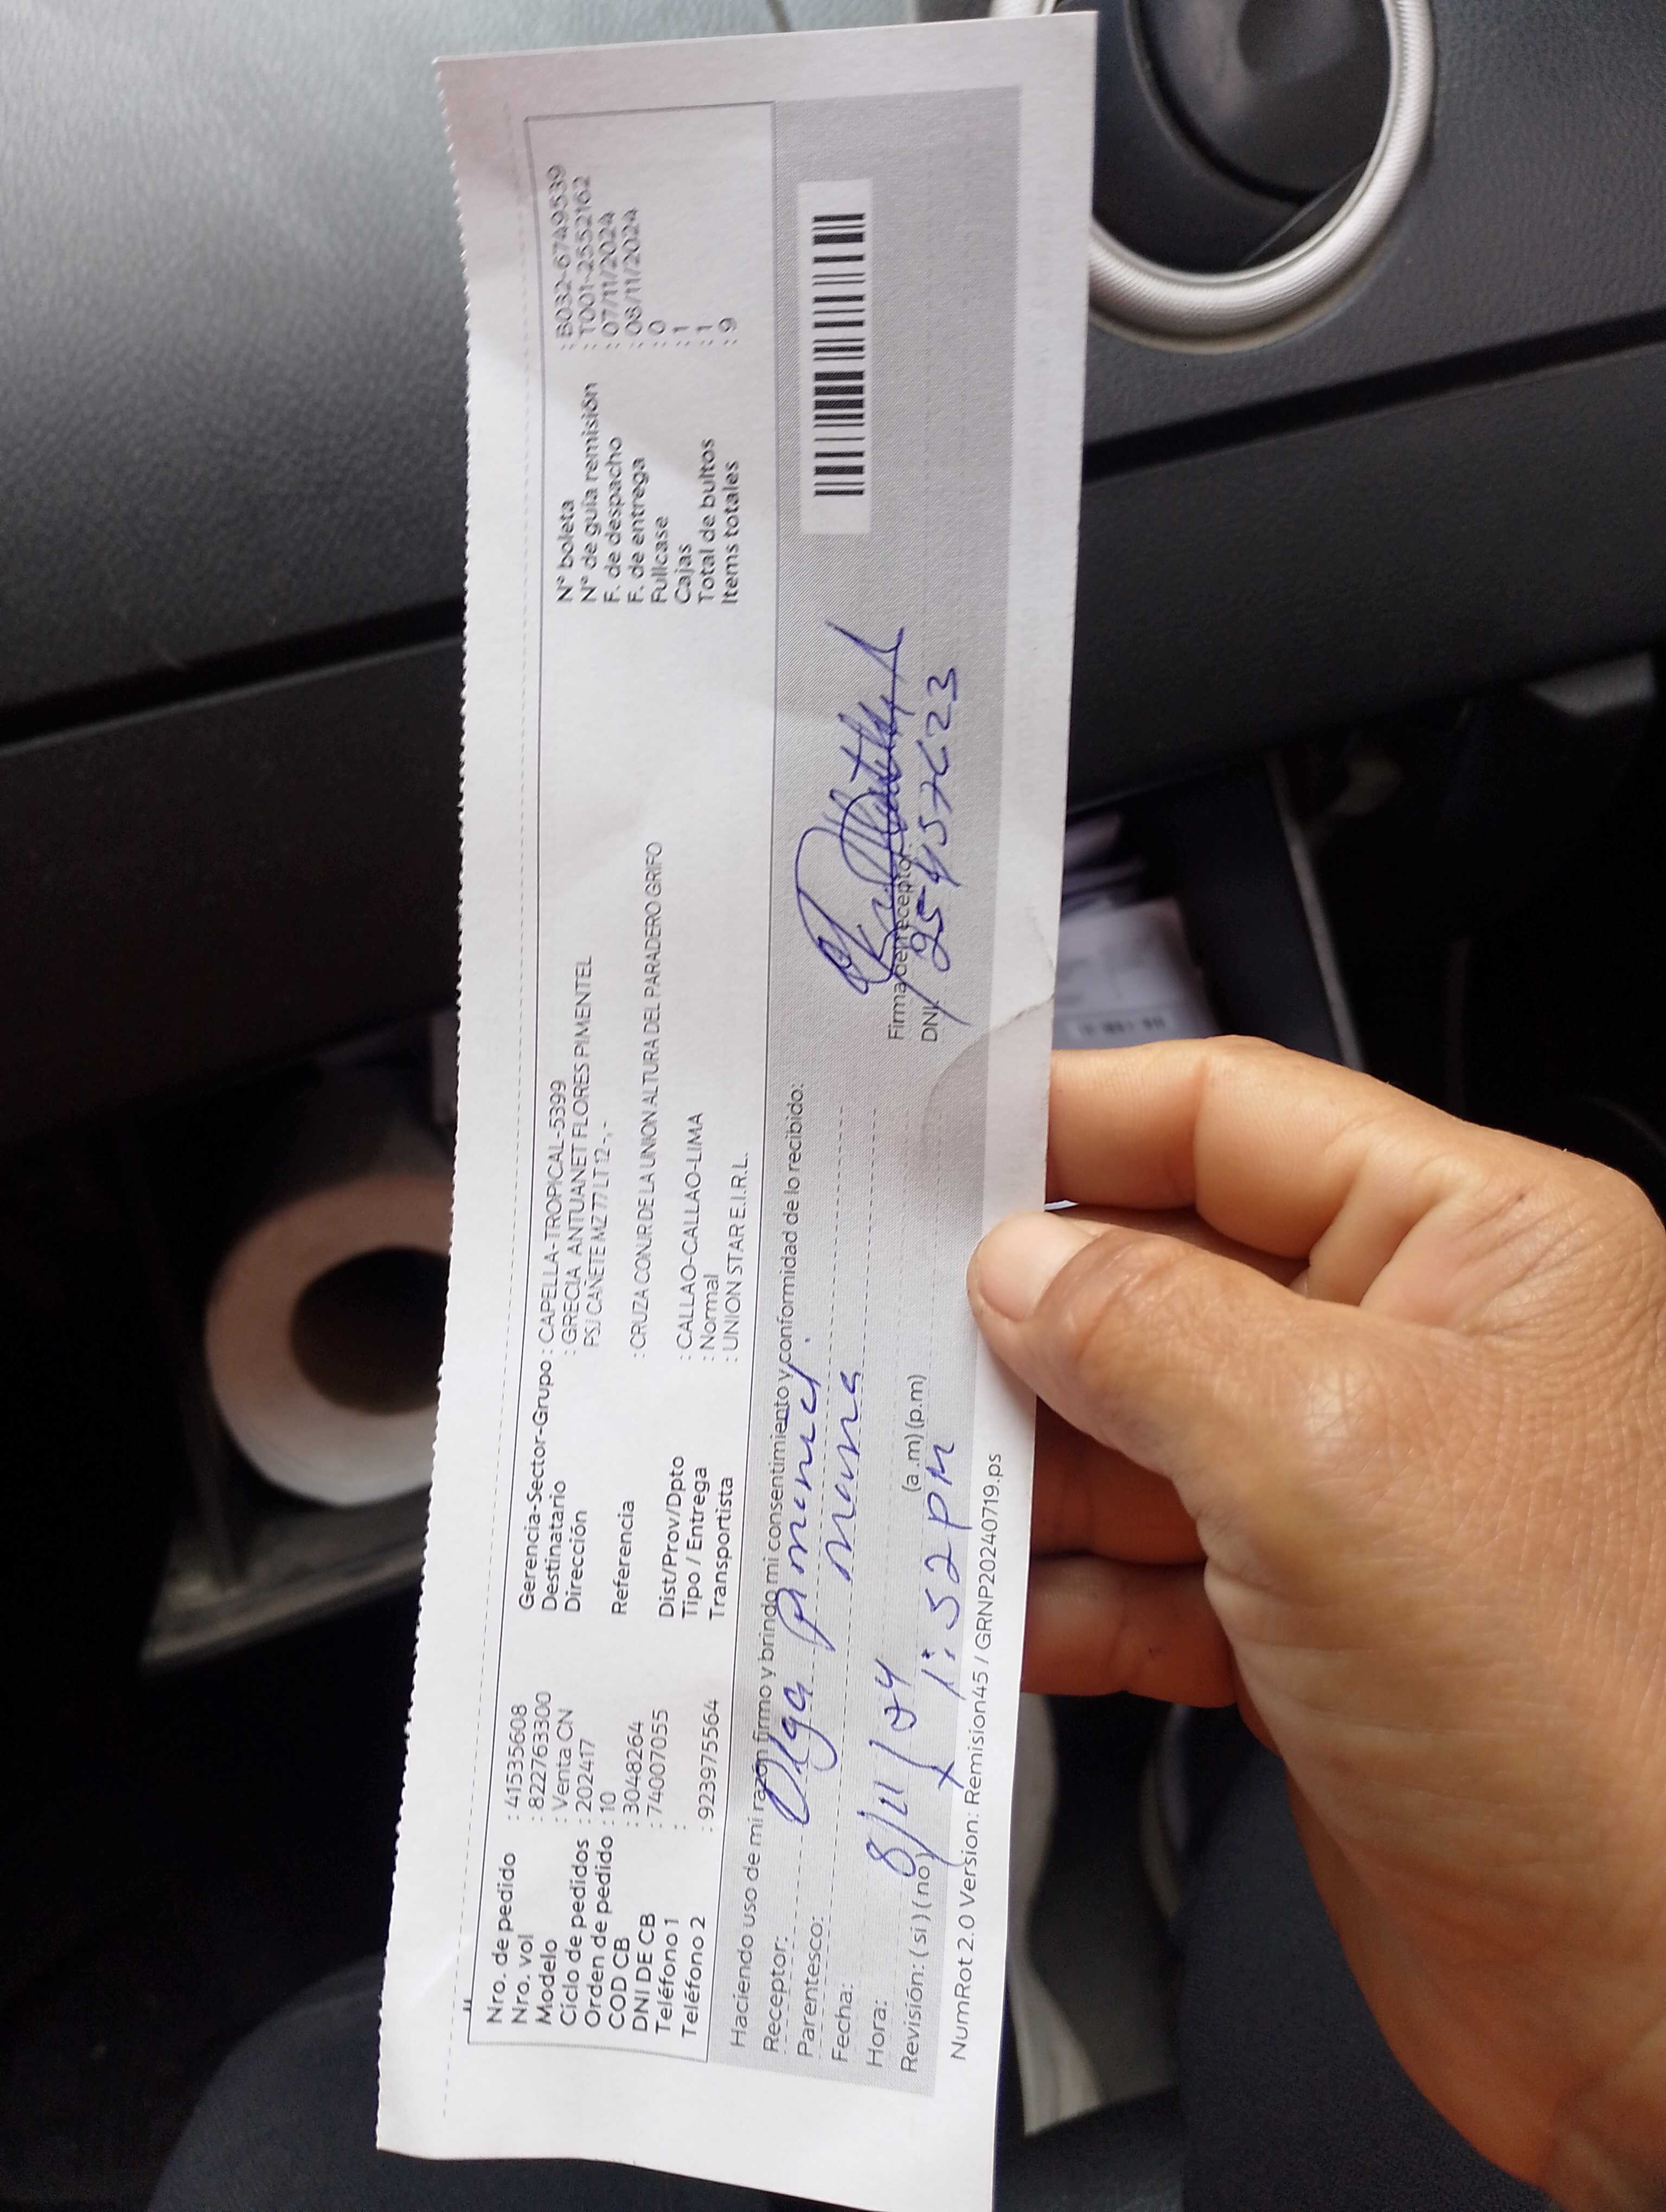 Nro. de pedido : 41535608
Nro. vol : 822763300
Modelo : Venta CN
Ciclo de pedidos : 202417
Orden de pedido : 10
COD CB : 3048264
DNI DE CB : 74007055
Teléfono 1 :
Teléfono 2 : 923975564
Gerencia-Sector-Grupo : CAPELLA-TROPICAL-5399
Destinatario : GRECIA ANTUANET FLORES PIMENTEL
Dirección PSJ CAÑETE MZ 77 LT 12-,-
Referencia : CRUZA CONJR DE LA UNION ALTURA DEL PARADERO GRIFO
Dist/Prov/Dpto : CALLAO-CALLAO-LIMA
Tipo / Entrega : Normal
Transportista : UNION STAR E.I.R.L.
N° boleta : B032-6749539
N° de guía remisión : T001-2552162
F. de despacho : 07/11/2024
F. de entrega : 08/11/2024
Fullcase : 0
Cajas : 1
Total de bultos : 1
Items totales : 9
Haciendo uso de mi razón firmo y brindo mi consentimiento y conformidad de lo recibido:
Receptor: Olga
Parentesco: mama
Fecha: 8/11/24
Hora: 1:52 pm (a.m) (p.m)
Revisión: ( si ) ( no )
Firma del receptor
DNI
NumRot 2.0 Version: Remision45 / GRNP20240719.ps